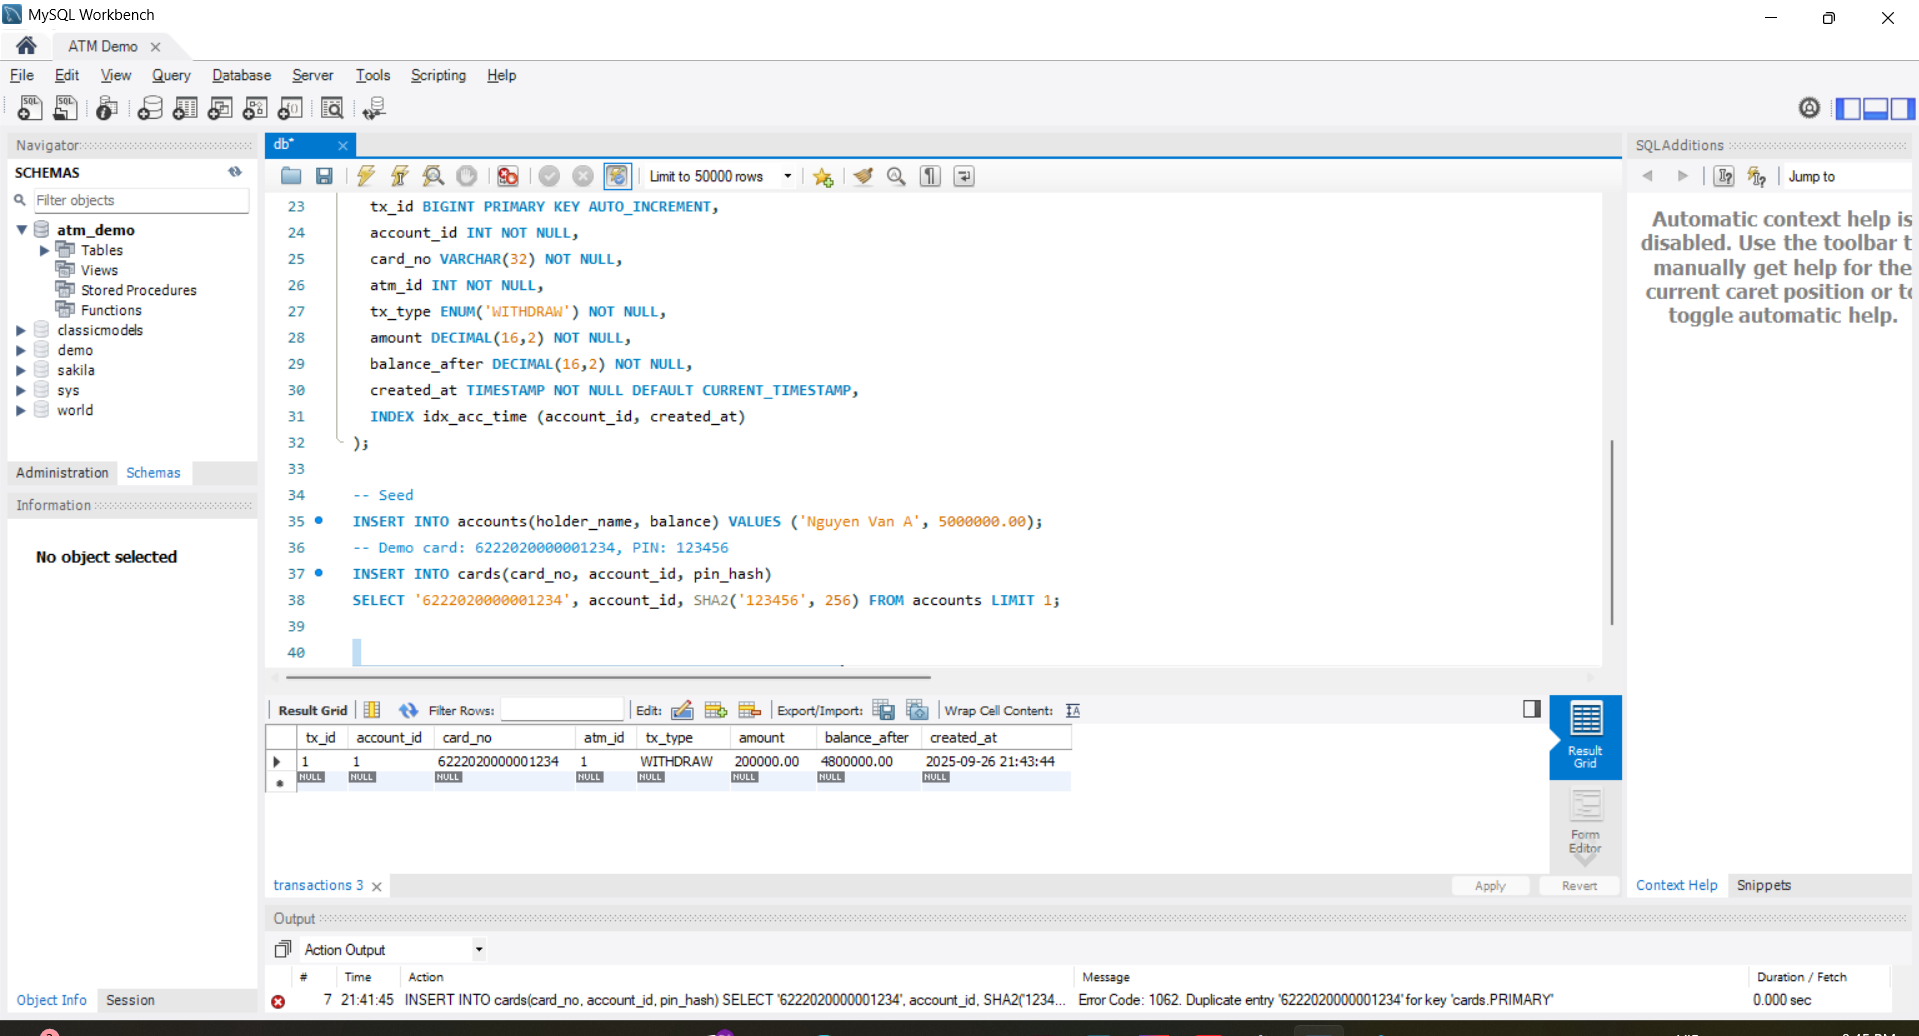 MySQL Workbench
ATM Demo
File Edit View Query Database Server Tools Scripting Help
Navigator
SCHEMAS
Filter objects
atm_demo
Tables
Views
Stored Procedures
Functions
classicmodels
demo
sakila
sys
world
Administration Schemas
Information
No object selected
Object Info Session
db*
Limit to 50000 rows
23 tx_id BIGINT PRIMARY KEY AUTO_INCREMENT,
24 account_id INT NOT NULL,
25 card_no VARCHAR(32) NOT NULL,
26 atm_id INT NOT NULL,
27 tx_type ENUM('WITHDRAW') NOT NULL,
28 amount DECIMAL(16,2) NOT NULL,
29 balance_after DECIMAL(16,2) NOT NULL,
30 created_at TIMESTAMP NOT NULL DEFAULT CURRENT_TIMESTAMP,
31 INDEX idx_acc_time (account_id, created_at)
32 );
33
34 -- Seed
35 INSERT INTO accounts(holder_name, balance) VALUES ('Nguyen Van A', 5000000.00);
36 -- Demo card: 6222020000001234, PIN: 123456
37 INSERT INTO cards(card_no, account_id, pin_hash)
38 SELECT '6222020000001234', account_id, SHA2('123456', 256) FROM accounts LIMIT 1;
39
40
Result Grid Filter Rows: Edit: Export/Import: Wrap Cell Content:
tx_id account_id card_no atm_id tx_type amount balance_after created_at
1 1 6222020000001234 1 WITHDRAW 200000.00 4800000.00 2025-09-26 21:43:44
NULL NULL NULL NULL NULL NULL NULL NULL
Result
Grid
Form
Editor
transactions 3
Apply Revert
SQLAdditions
Jump to
Automatic context help is
disabled. Use the toolbar t
manually get help for the
current caret position or to
toggle automatic help.
Context Help Snippets
Output
Action Output
# Time Action Message Duration / Fetch
7 21:41:45 INSERT INTO cards(card_no, account_id, pin_hash) SELECT '6222020000001234', account_id, SHA2('1234... Error Code: 1062. Duplicate entry '6222020000001234' for key 'cards.PRIMARY' 0.000 sec